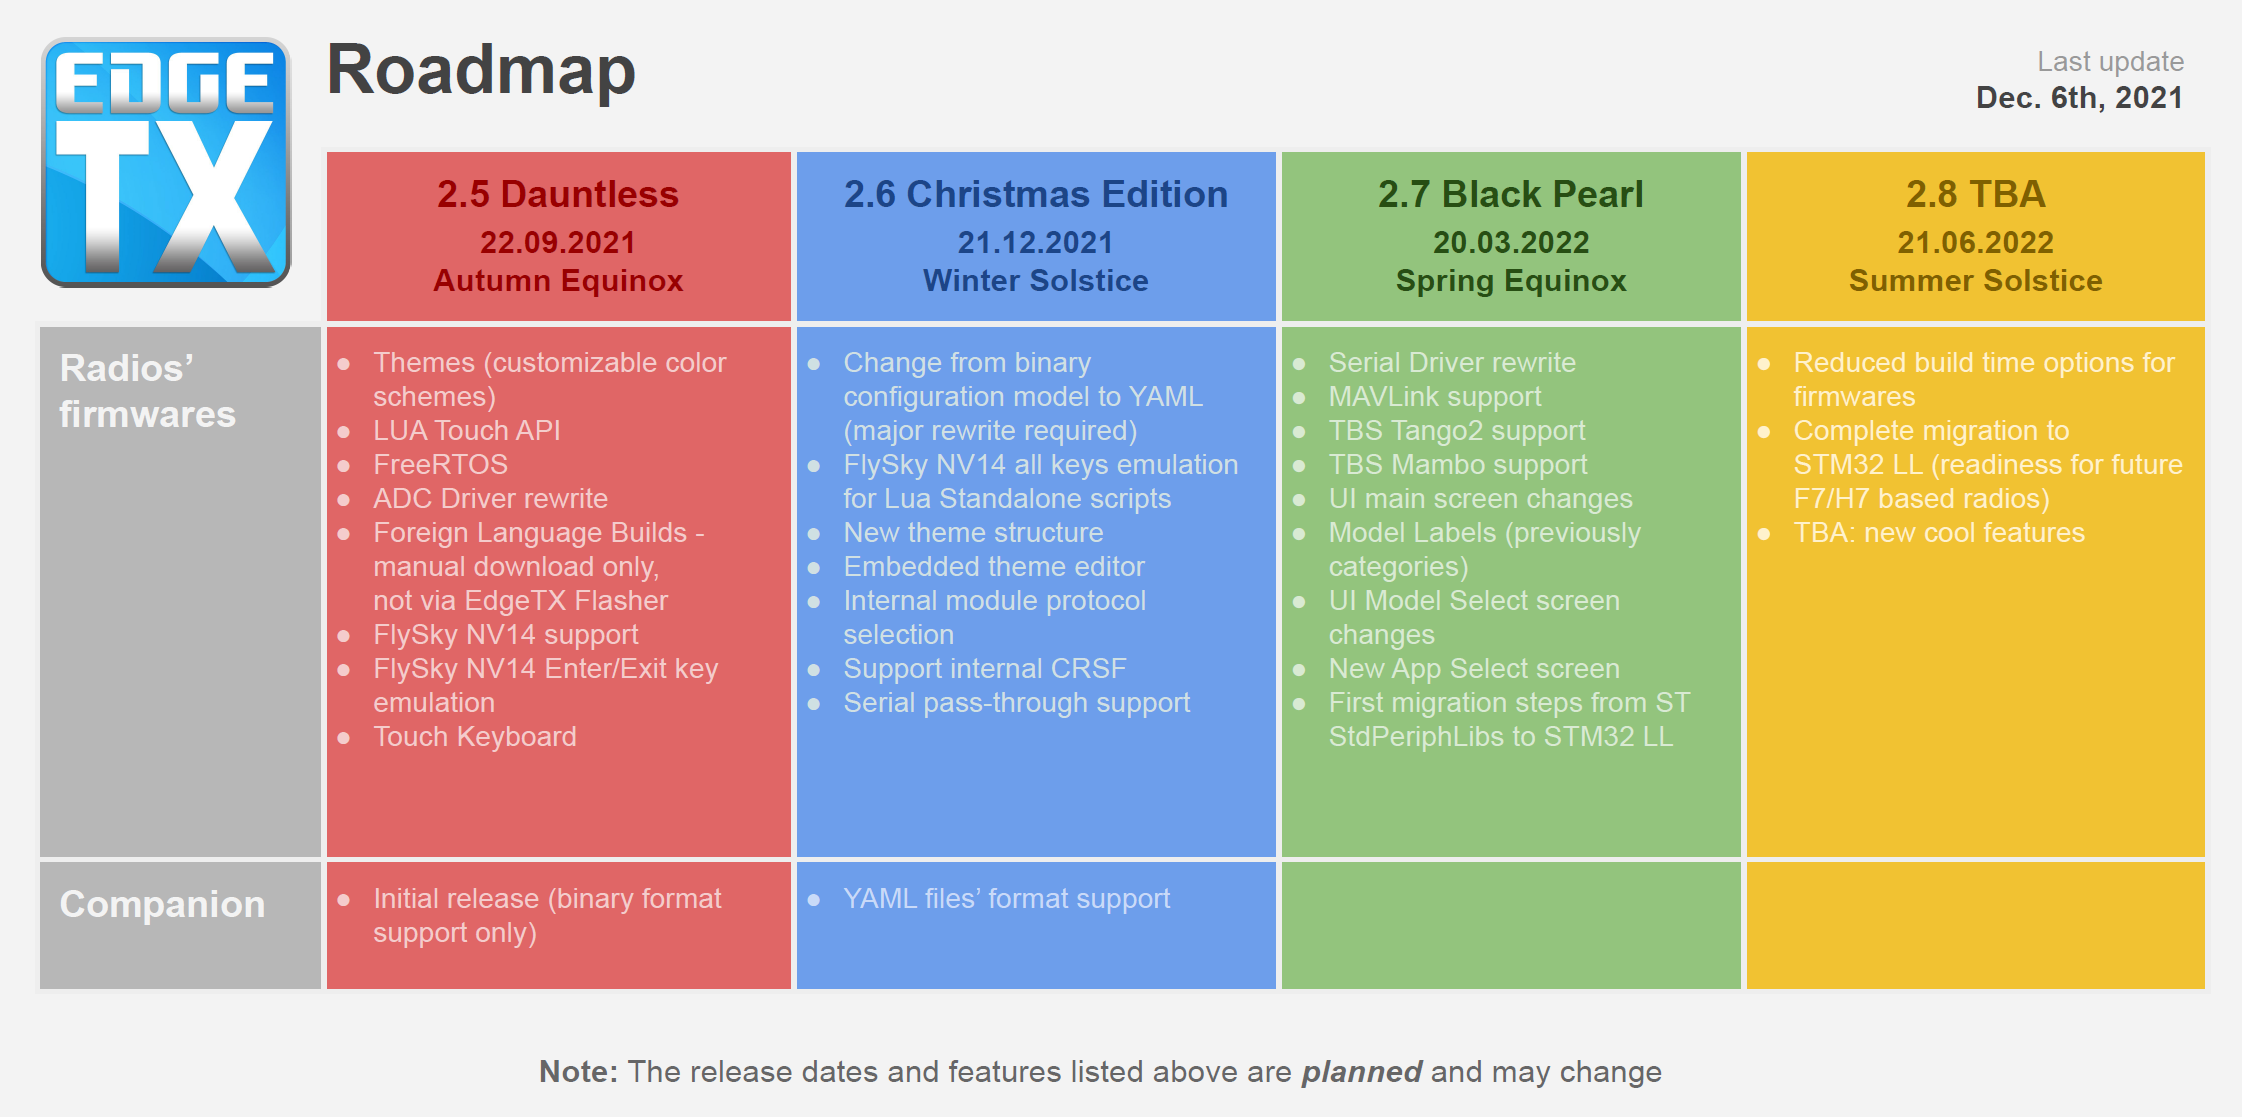 EDGE
TX
Roadmap
Last update
Dec. 6th, 2021
2.5 Dauntless
22.09.2021
Autumn Equinox
2.6 Christmas Edition
21.12.2021
Winter Solstice
2.7 Black Pearl
20.03.2022
Spring Equinox
2.8 TBA
21.06.2022
Summer Solstice
Radios’
firmwares
● Themes (customizable color
schemes)
● LUA Touch API
● FreeRTOS
● ADC Driver rewrite
● Foreign Language Builds -
manual download only,
not via EdgeTX Flasher
● FlySky NV14 support
● FlySky NV14 Enter/Exit key
emulation
● Touch Keyboard
● Change from binary
configuration model to YAML
(major rewrite required)
● FlySky NV14 all keys emulation
for Lua Standalone scripts
● New theme structure
● Embedded theme editor
● Internal module protocol
selection
● Support internal CRSF
● Serial pass-through support
● Serial Driver rewrite
● MAVLink support
● TBS Tango2 support
● TBS Mambo support
● UI main screen changes
● Model Labels (previously
categories)
● UI Model Select screen
changes
● New App Select screen
● First migration steps from ST
StdPeriphLibs to STM32 LL
● Reduced build time options for
firmwares
● Complete migration to
STM32 LL (readiness for future
F7/H7 based radios)
● TBA: new cool features
Companion
● Initial release (binary format
support only)
● YAML files’ format support
Note: The release dates and features listed above are planned and may change